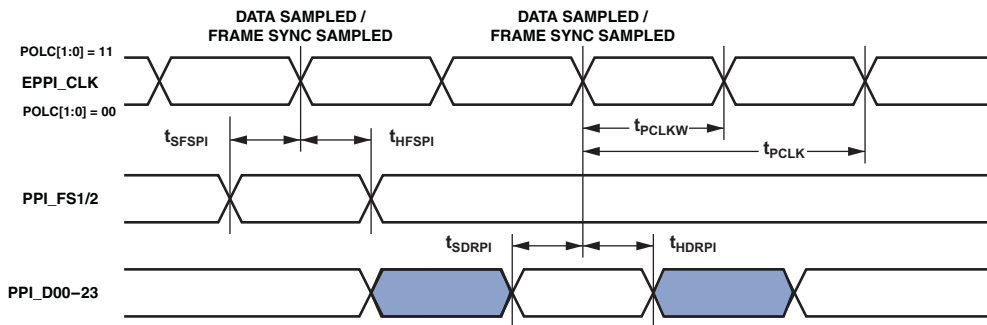 DATA SAMPLED /
FRAME SYNC SAMPLED
DATA SAMPLED /
FRAME SYNC SAMPLED
POLC[1:0] = 11
EPPI_CLK
POLC[1:0] = 00
tSFSPI
tHFSPI
tPCLKW
tPCLK
PPI_FS1/2
tSDRPI
tHDRPI
PPI_D00–23